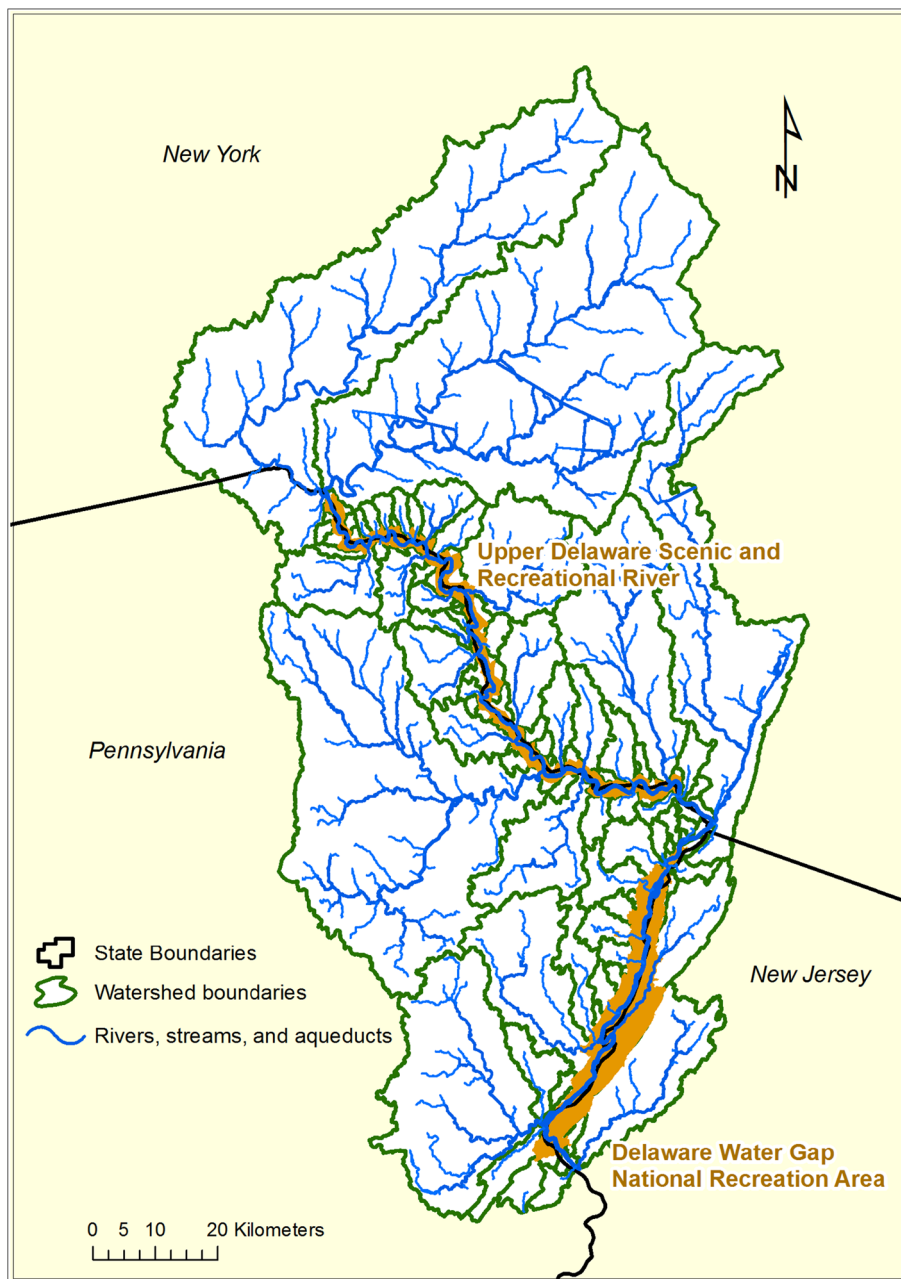 New York
N
Upper Delaware Scenic and
Recreational River
Pennsylvania
New Jersey
State Boundaries
Watershed boundaries
Rivers, streams, and aqueducts
Delaware Water Gap
National Recreation Area
0 5 10 20 Kilometers